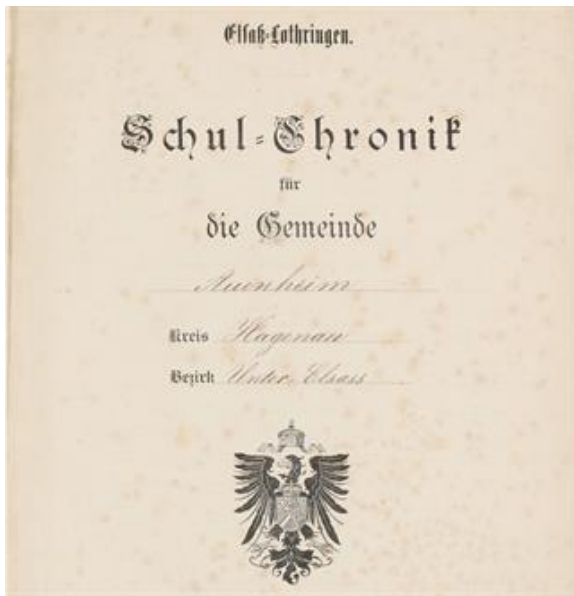 Elsaß-Lothringen.
Schul-Chronik
für
die Gemeinde
Auenheim
Kreis Hagenau
Bezirk Unter-Elsass